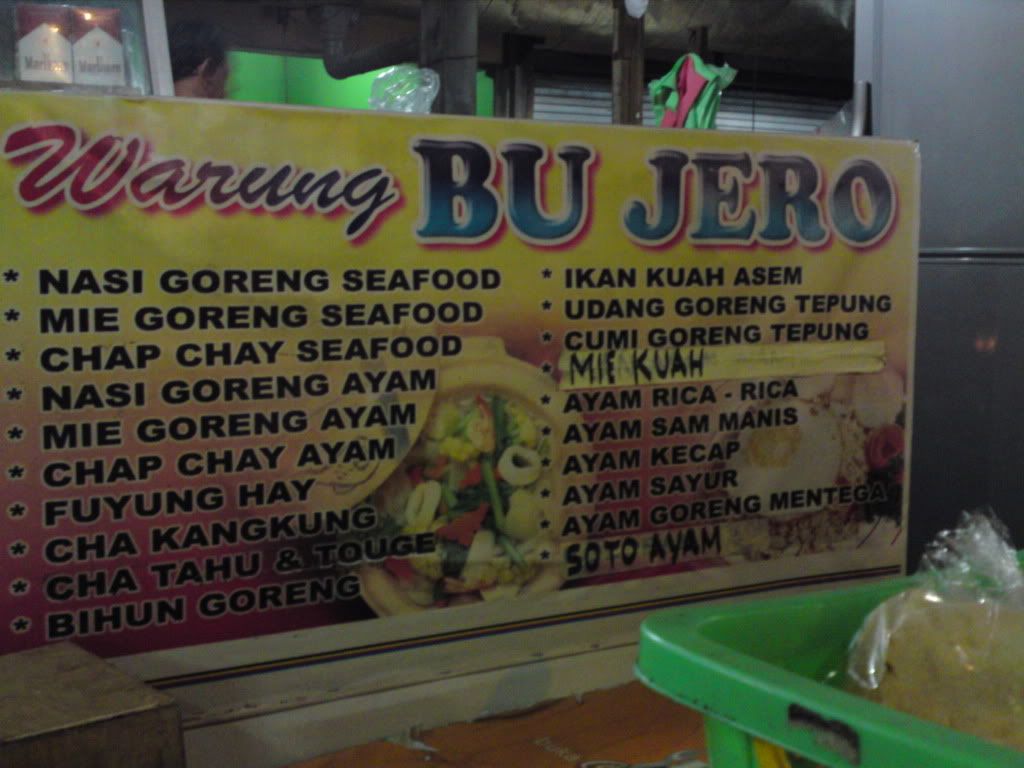 Marlboro Marlboro
Warung BU JERO
* NASI GORENG SEAFOOD
* MIE GORENG SEAFOOD
* CHAP CHAY SEAFOOD
* NASI GORENG AYAM
* MIE GORENG AYAM
* CHAP CHAY AYAM
* FUYUNG HAY
* CHA KANGKUNG
* CHA TAHU & TOUGE
* BIHUN GORENG
* IKAN KUAH ASEM
* UDANG GORENG TEPUNG
* CUMI GORENG TEPUNG
* MIE KUAH
* AYAM RICA - RICA
* AYAM SAM MANIS
* AYAM KECAP
* AYAM SAYUR
* AYAM GORENG MENTEGA
* SOTO AYAM